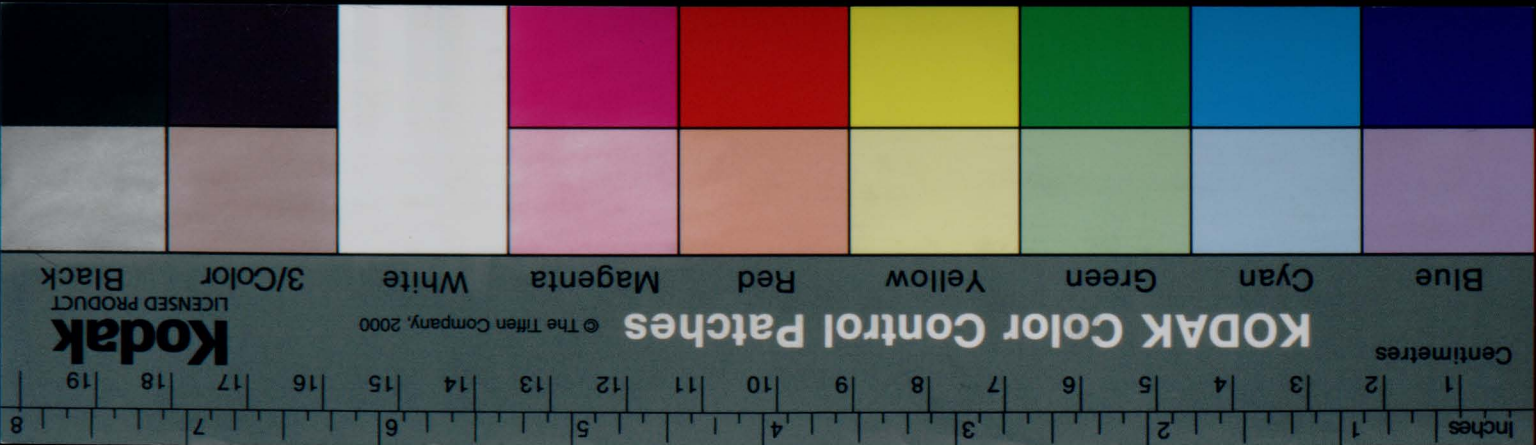 Inches 1 2 3 4 5 6 7 8
1 2 3 4 5 6 7 8 9 10 11 12 13 14 15 16 17 18 19
Centimetres
KODAK Color Control Patches © The Tiffen Company, 2000
Kodak
LICENSED PRODUCT
Blue Cyan Green Yellow Red Magenta White 3/Color Black